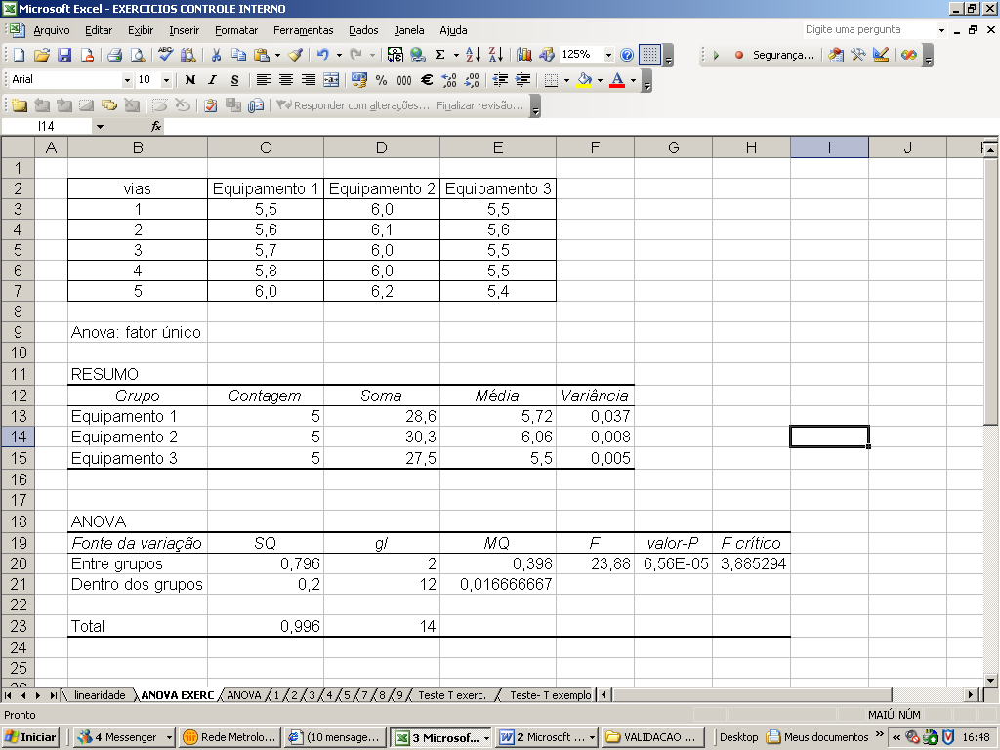 Microsoft Excel - EXERCICIOS CONTROLE INTERNO
Arquivo Editar Exibir Inserir Formatar Ferramentas Dados Janela Ajuda Digite uma pergunta
125% Segurança...
Arial 10 N I S % 000 €
Responder com alterações... Finalizar revisão...
I14 fx
A B C D E F G H I J
1
2 vias Equipamento 1 Equipamento 2 Equipamento 3
3 1 5,5 6,0 5,5
4 2 5,6 6,1 5,6
5 3 5,7 6,0 5,5
6 4 5,8 6,0 5,5
7 5 6,0 6,2 5,4
8
9 Anova: fator único
10
11 RESUMO
12 Grupo Contagem Soma Média Variância
13 Equipamento 1 5 28,6 5,72 0,037
14 Equipamento 2 5 30,3 6,06 0,008
15 Equipamento 3 5 27,5 5,5 0,005
16
17
18 ANOVA
19 Fonte da variação SQ gl MQ F valor-P F crítico
20 Entre grupos 0,796 2 0,398 23,88 6,56E-05 3,885294
21 Dentro dos grupos 0,2 12 0,016666667
22
23 Total 0,996 14
24
25
linearidade ANOVA EXERC ANOVA 1 2 3 4 5 7 8 9 Teste T exerc. Teste- T exemplo
Pronto MAIÚ NÚM
Iniciar 4 Messenger Rede Metrolo... (10 mensage... 3 Microsof... 2 Microsoft ... VALIDACAO ... Desktop Meus documentos » « 16:48